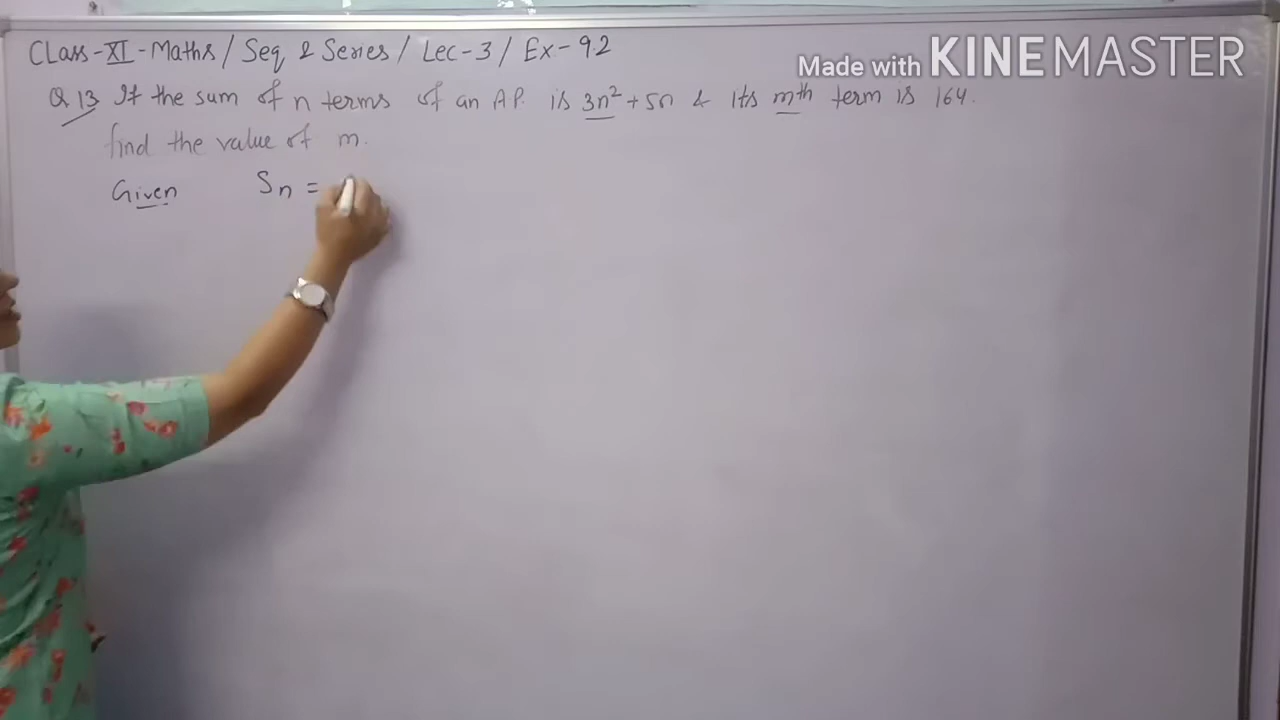 CLass-XI-Maths / Seq & Series / Lec-3 / Ex-9.2
Made with KINEMASTER
Q 13 If the sum of n terms of an A.P. is 3n² + 5n & its mth term is 164.
find the value of m.
Given Sn =